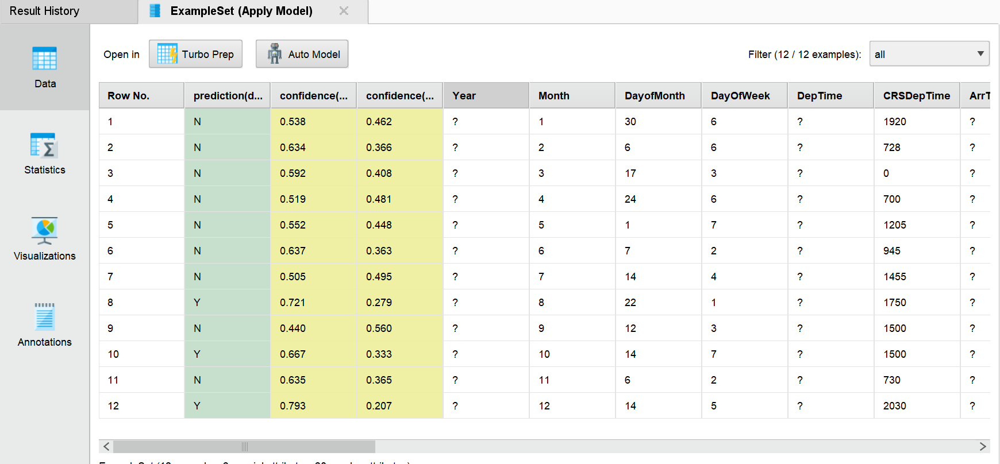 Result History ExampleSet (Apply Model)
Open in Turbo Prep Auto Model Filter (12 / 12 examples): all
Data
Statistics
Visualizations
Annotations
Row No. prediction(d... confidence(... confidence(... Year Month DayofMonth DayOfWeek DepTime CRSDepTime ArrT
1 N 0.538 0.462 ? 1 30 6 ? 1920 ?
2 N 0.634 0.366 ? 2 6 6 ? 728 ?
3 N 0.592 0.408 ? 3 17 3 ? 0 ?
4 N 0.519 0.481 ? 4 24 6 ? 700 ?
5 N 0.552 0.448 ? 5 1 7 ? 1205 ?
6 N 0.637 0.363 ? 6 7 2 ? 945 ?
7 N 0.505 0.495 ? 7 14 4 ? 1455 ?
8 Y 0.721 0.279 ? 8 22 1 ? 1750 ?
9 N 0.440 0.560 ? 9 12 3 ? 1500 ?
10 Y 0.667 0.333 ? 10 14 7 ? 1500 ?
11 N 0.635 0.365 ? 11 6 2 ? 730 ?
12 Y 0.793 0.207 ? 12 14 5 ? 2030 ?